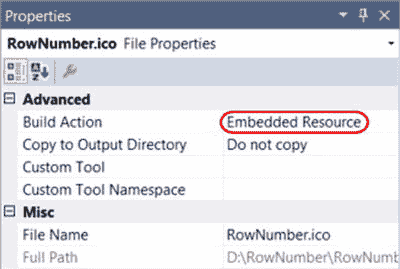 Properties
RowNumber.ico File Properties
Advanced
Build Action Embedded Resource
Copy to Output Directory Do not copy
Custom Tool
Custom Tool Namespace
Misc
File Name RowNumber.ico
Full Path D:\RowNumber\RowNumb